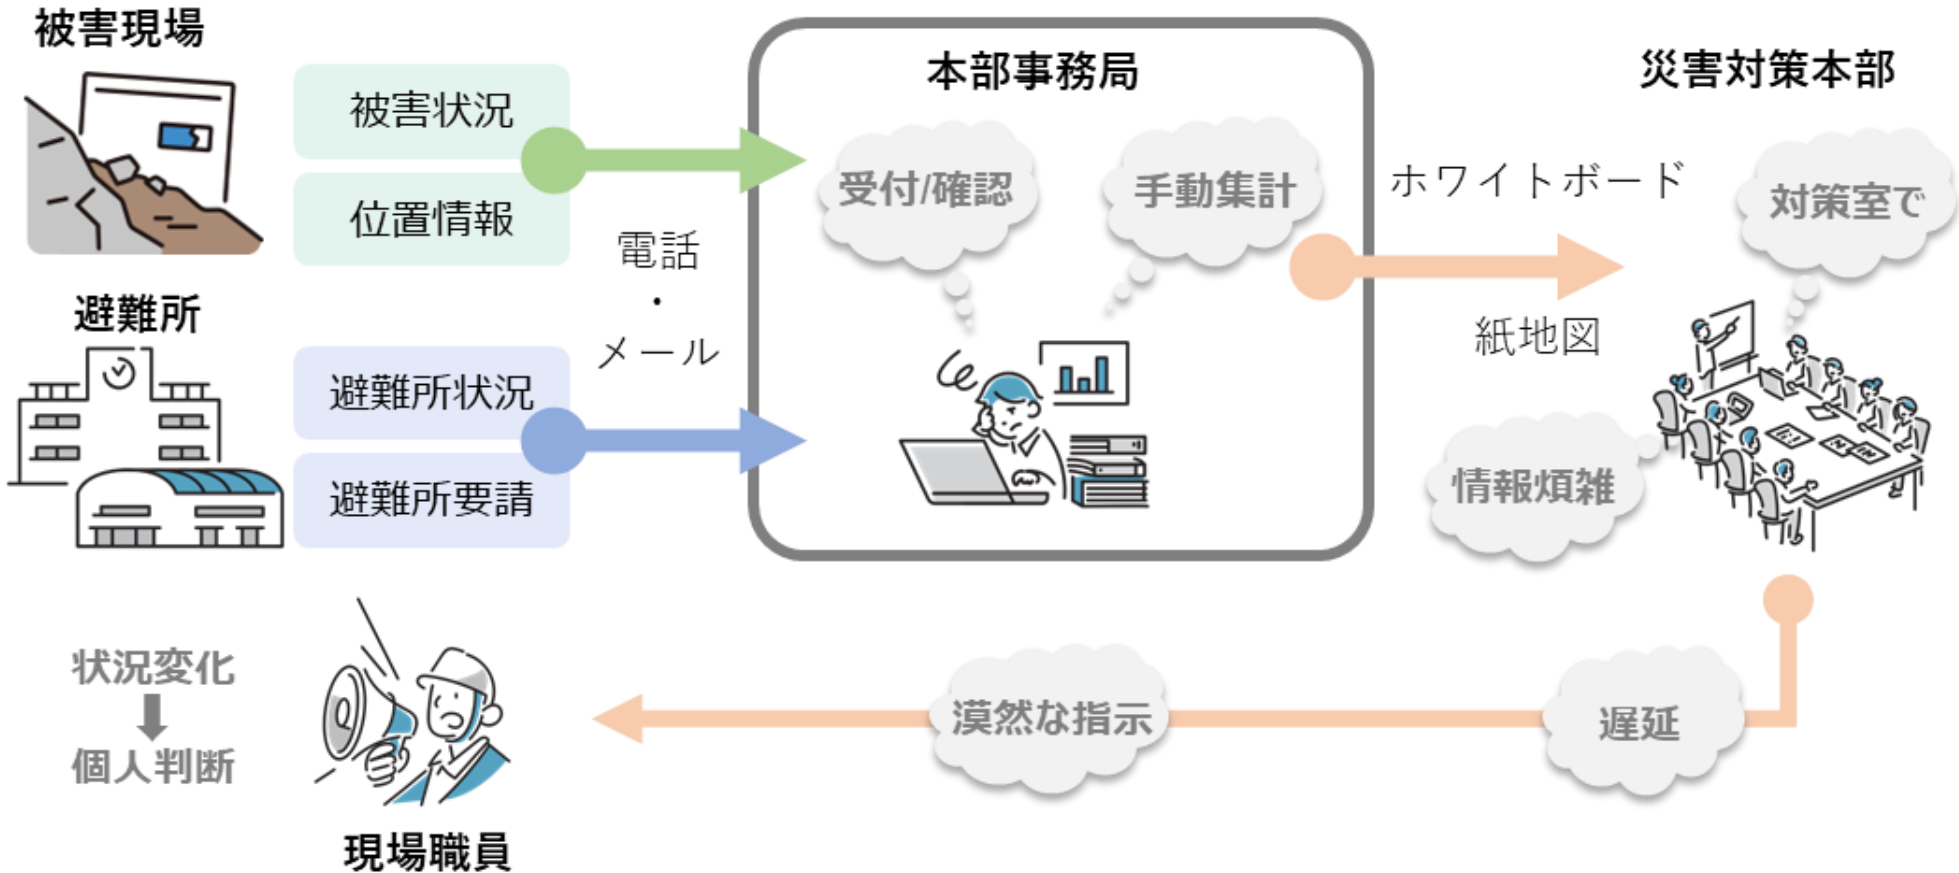 被害現場
被害状況
位置情報
避難所
避難所状況
避難所要請
電話
・
メール
本部事務局
受付/確認
手動集計
ホワイトボード
紙地図
災害対策本部
対策室で
情報煩雑
遅延
漠然な指示
現場職員
状況変化
個人判断